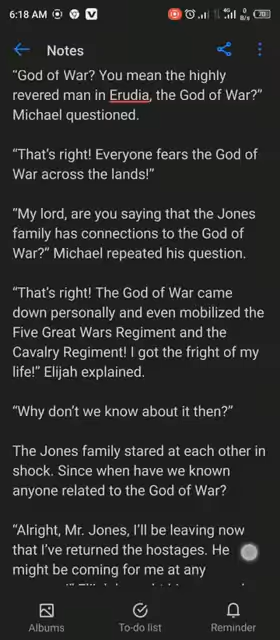 6:18 AM
Notes
"God of War? You mean the highly
revered man in Erudia, the God of War?"
Michael questioned.
“That's right! Everyone fears the God of
War across the lands!”
“My lord, are you saying that the Jones
family has connections to the God of
War?” Michael repeated his question.
“That's right! The God of War came
down personally and even mobilized the
Five Great Wars Regiment and the
Cavalry Regiment! I got the fright of my
life!” Elijah explained.
“Why don't we know about it then?”
The Jones family stared at each other in
shock. Since when have we known
anyone related to the God of War?
“Alright, Mr. Jones, I'll be leaving now
that I've returned the hostages. He
might be coming for me at any
Albums
To-do list
Reminder